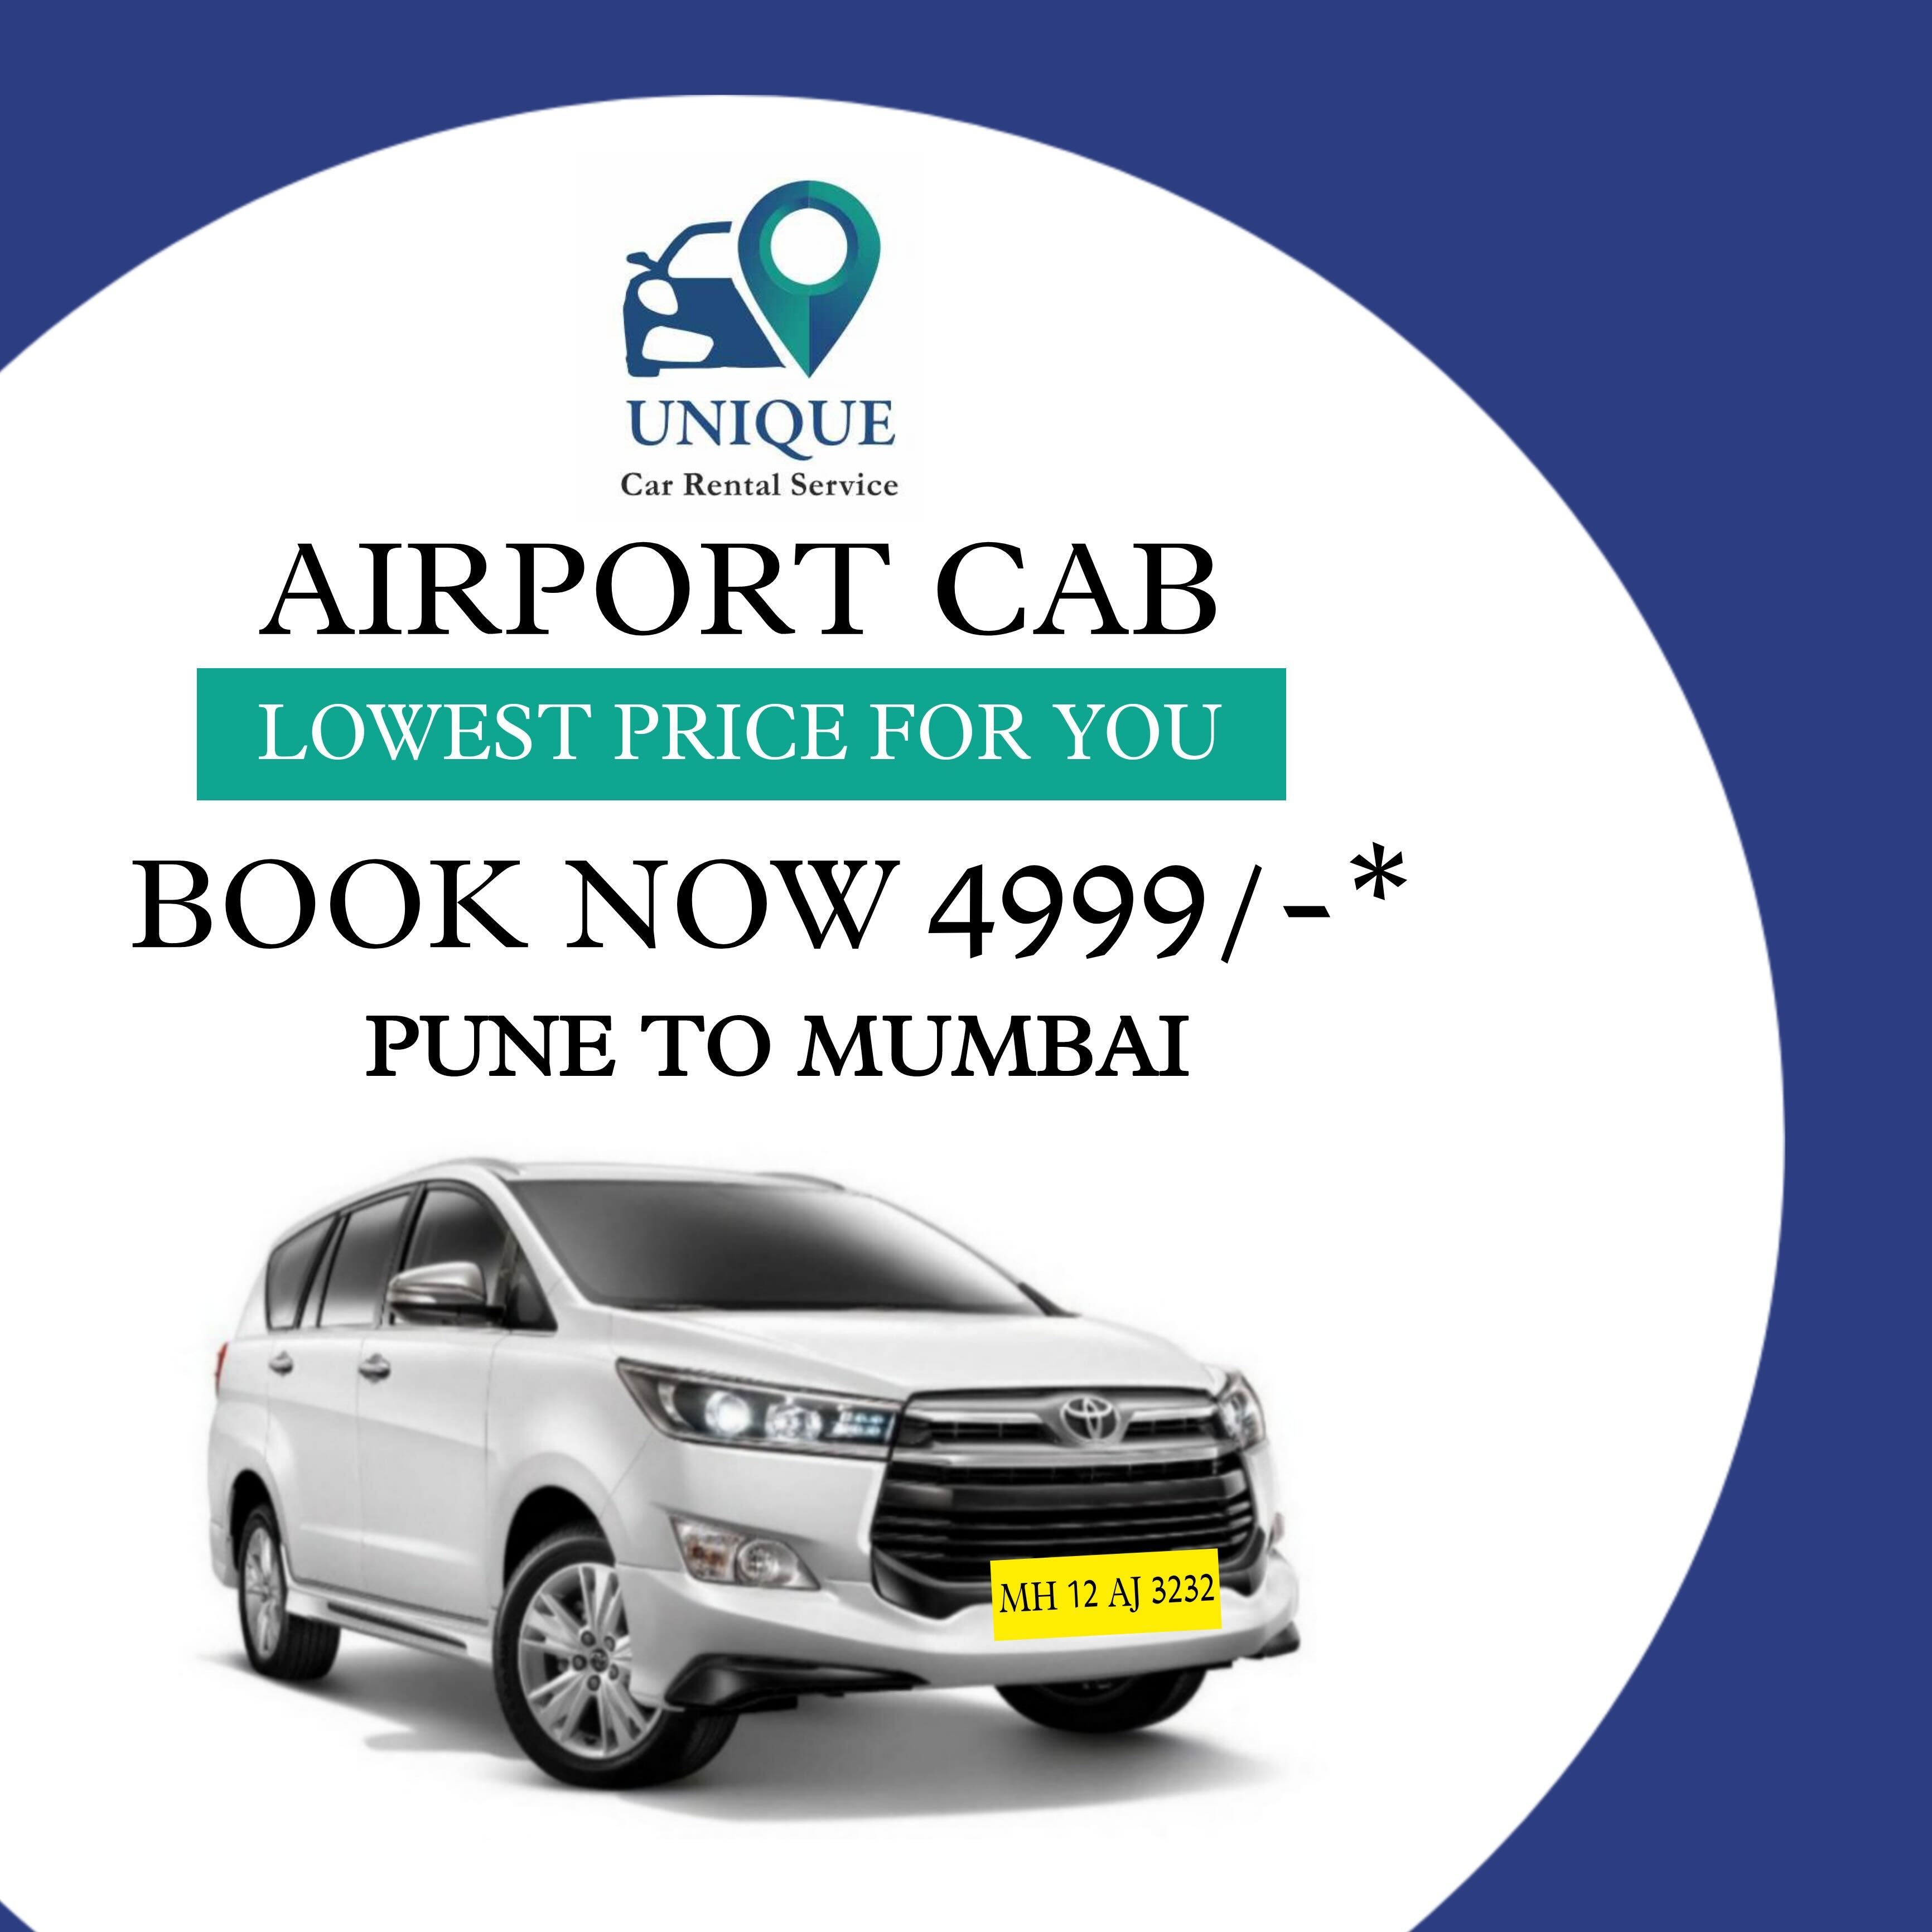 UNIQUE
Car Rental Service
AIRPORT CAB
LOWEST PRICE FOR YOU
BOOK NOW 4999/-*
PUNE TO MUMBAI
MH 12 AJ 3232